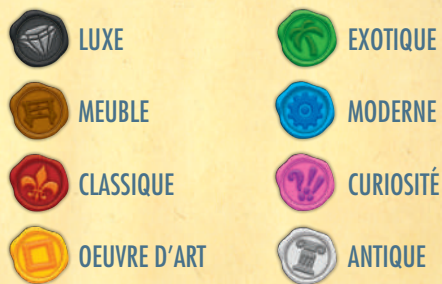 LUXE
MEUBLE
CLASSIQUE
OEUVRE D'ART
EXOTIQUE
MODERNE
CURIOSITÉ
ANTIQUE